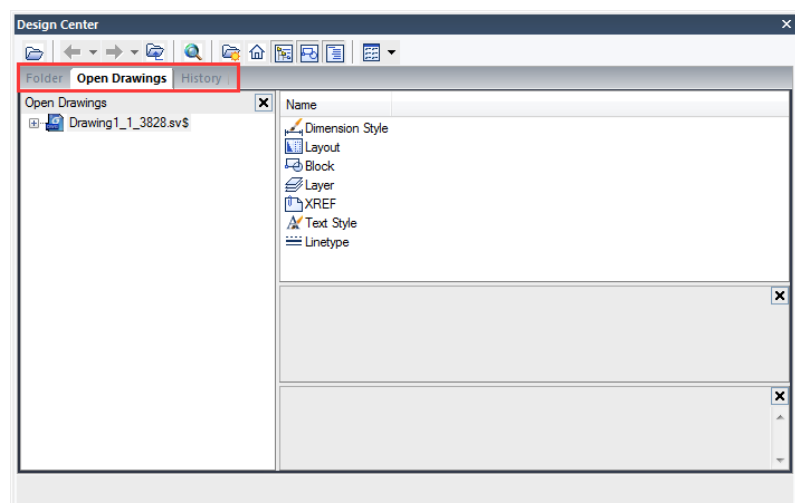 Design Center
Folder Open Drawings History
Open Drawings
Drawing1_1_3828.sv$
Name
Dimension Style
Layout
Block
Layer
XREF
Text Style
Linetype